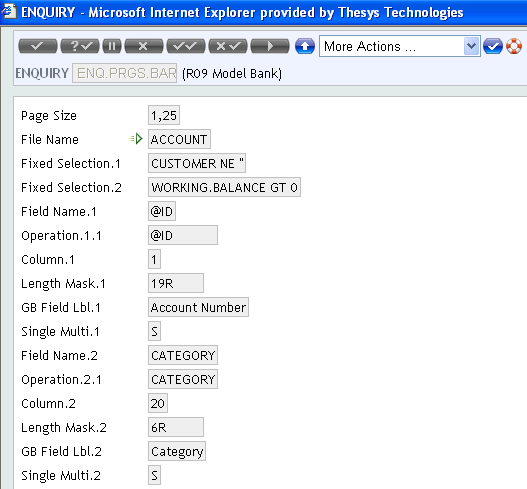 ENQUIRY - Microsoft Internet Explorer provided by Thesys Technologies
More Actions ...
ENQUIRY ENQ.PRGS.BAR (R09 Model Bank)
Page Size 1,25
File Name ACCOUNT
Fixed Selection.1 CUSTOMER NE "
Fixed Selection.2 WORKING.BALANCE GT 0
Field Name.1 @ID
Operation.1.1 @ID
Column.1 1
Length Mask.1 19R
GB Field Lbl.1 Account Number
Single Multi.1 S
Field Name.2 CATEGORY
Operation.2.1 CATEGORY
Column.2 20
Length Mask.2 6R
GB Field Lbl.2 Category
Single Multi.2 S